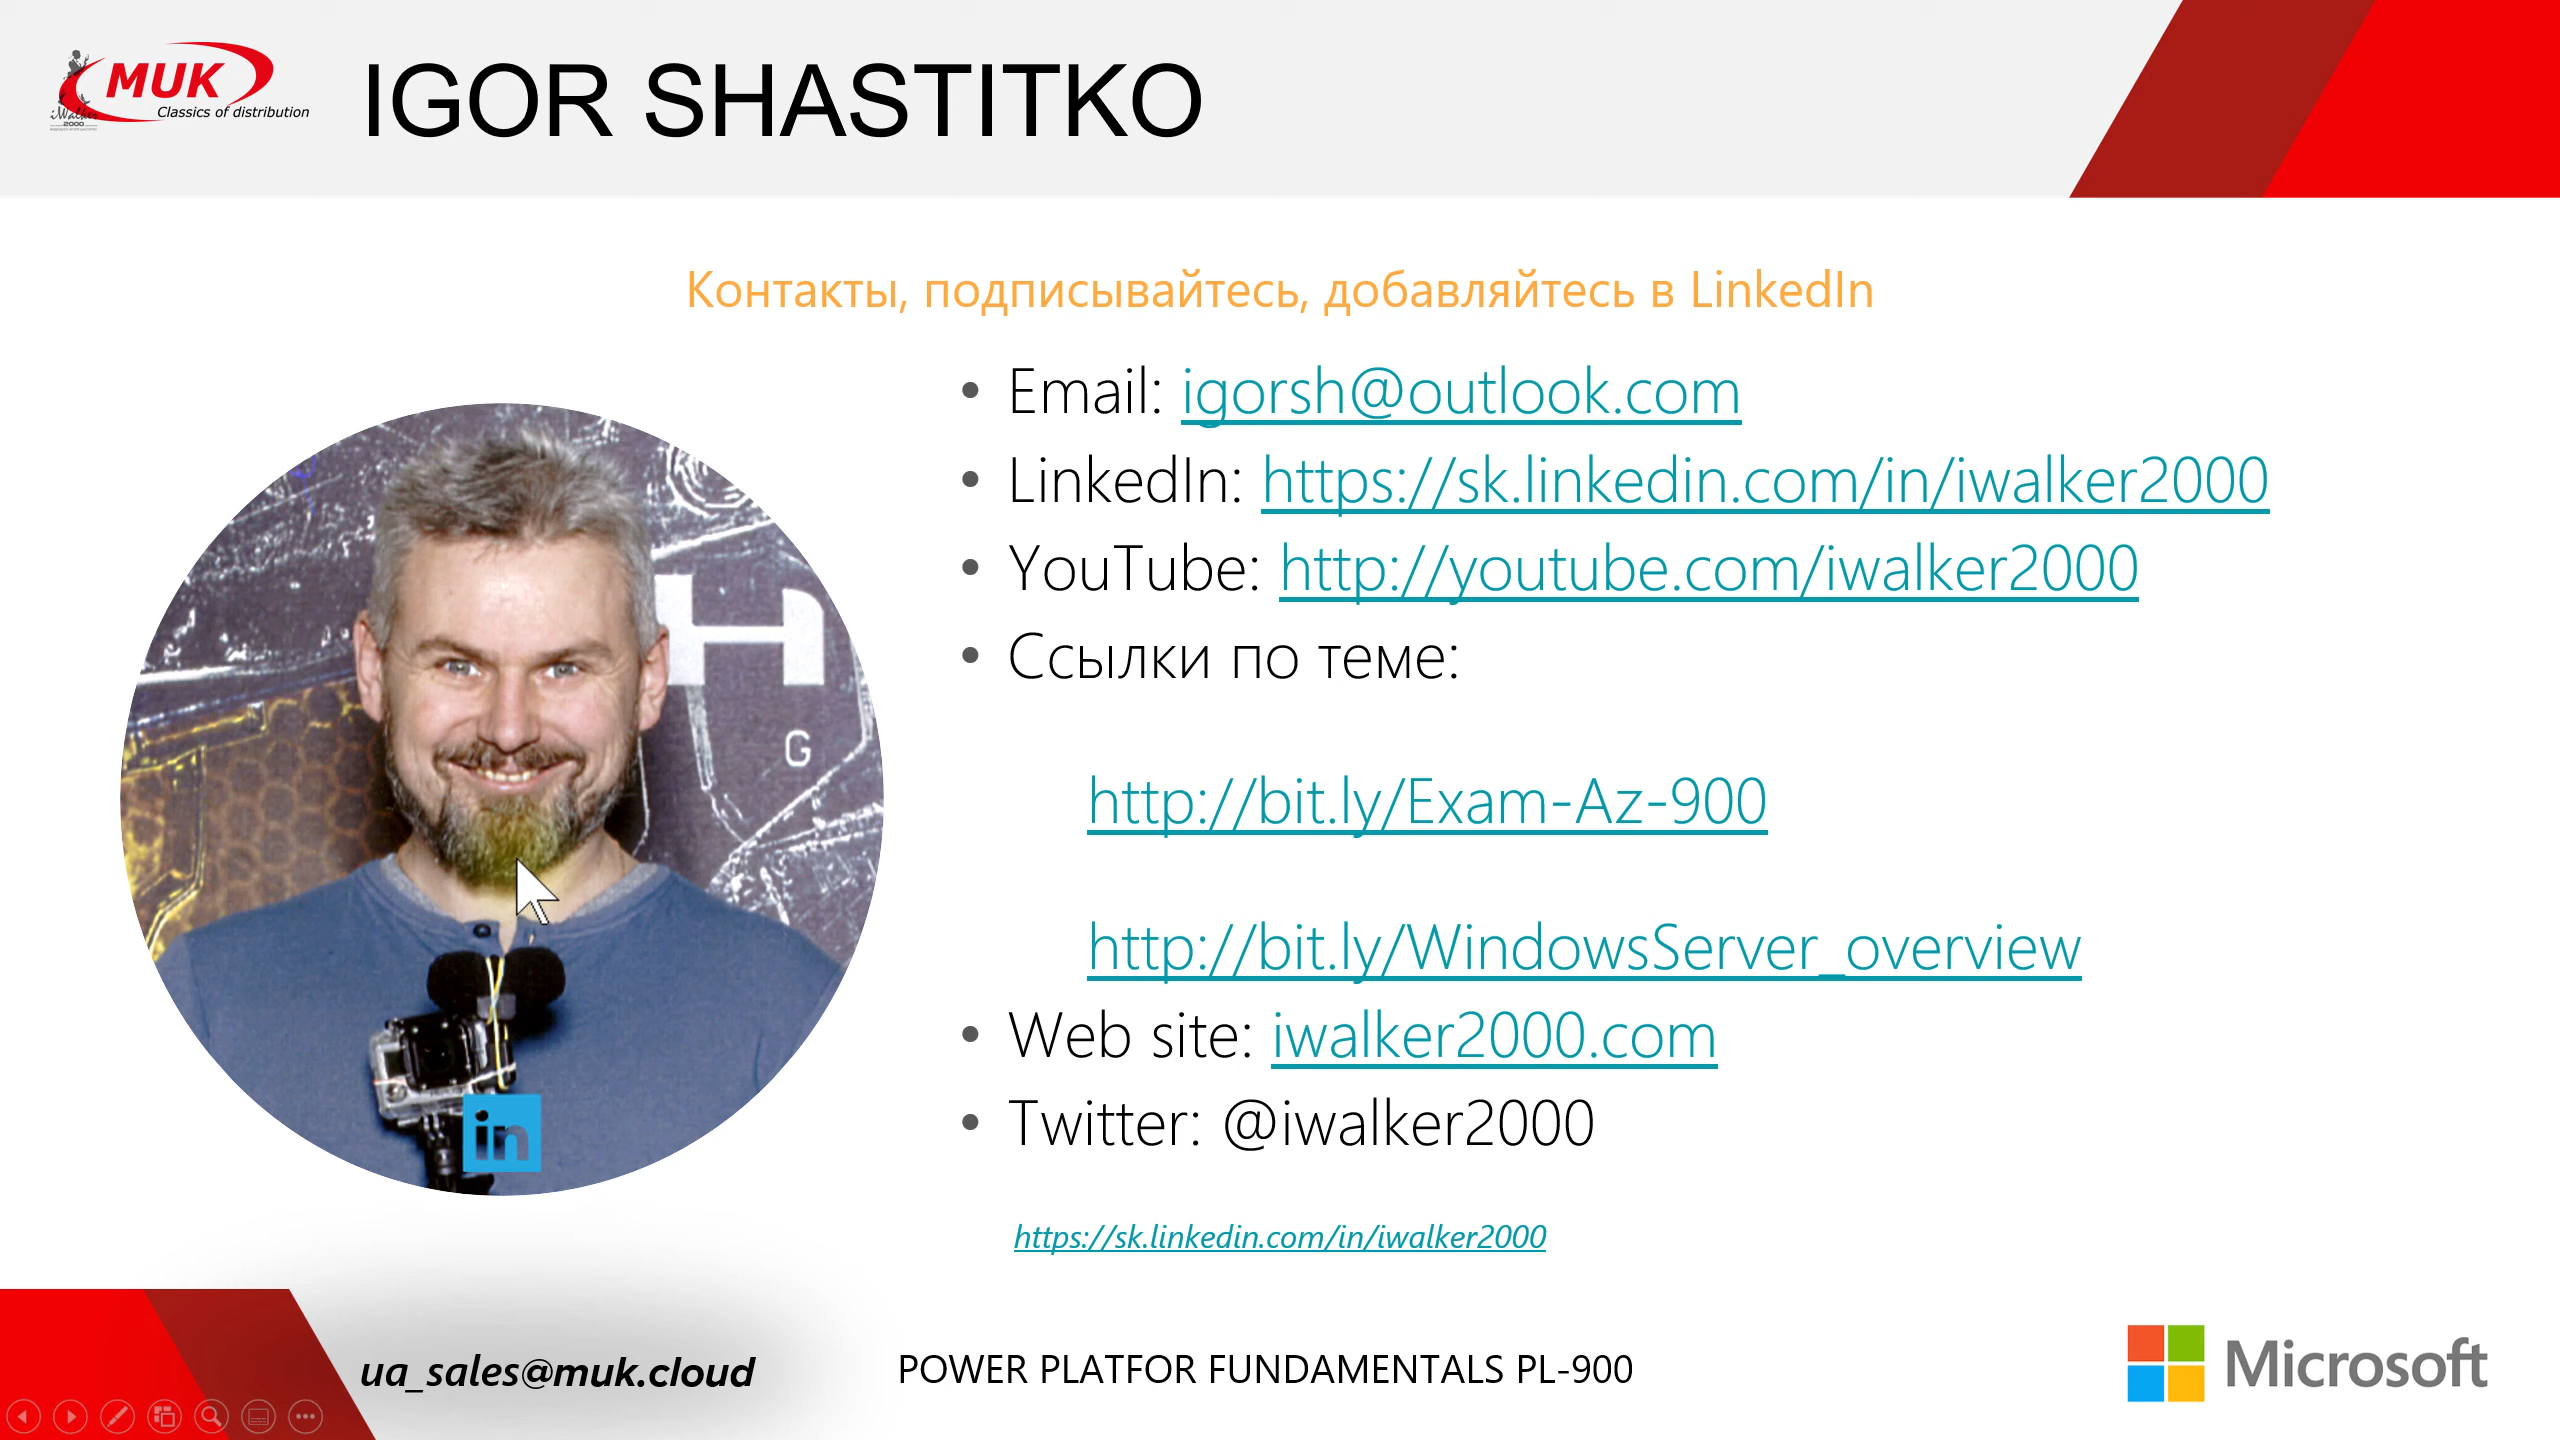 MUK
Classics of distribution
iWalker
2000
IGOR SHASTITKO
Контакты, подписывайтесь, добавляйтесь в LinkedIn
• Email: igorsh@outlook.com
• LinkedIn: https://sk.linkedin.com/in/iwalker2000
• YouTube: http://youtube.com/iwalker2000
• Ссылки по теме:
http://bit.ly/Exam-Az-900
http://bit.ly/WindowsServer_overview
• Web site: iwalker2000.com
• Twitter: @iwalker2000
https://sk.linkedin.com/in/iwalker2000
H
G
in
ua_sales@muk.cloud
POWER PLATFOR FUNDAMENTALS PL-900
Microsoft